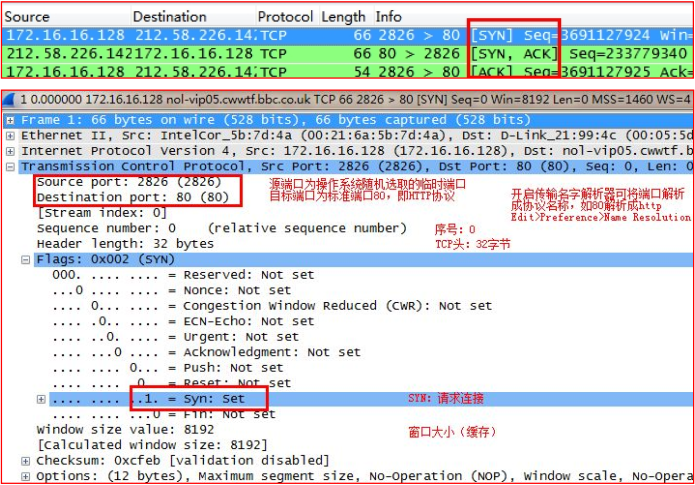 Source Destination Protocol Length Info
172.16.16.128 212.58.226.142 TCP 66 2826 > 80 [SYN] Seq=3691127924 Win=
212.58.226.142 172.16.16.128 TCP 66 80 > 2826 [SYN, ACK] Seq=233779340
172.16.16.128 212.58.226.142 TCP 54 2826 > 80 [ACK] Seq=3691127925 Ack=
1 0.000000 172.16.16.128 nol-vip05.cwwtf.bbc.co.uk TCP 66 2826 > 80 [SYN] Seq=0 Win=8192 Len=0 MSS=1460 WS=4
Frame 1: 66 bytes on wire (528 bits), 66 bytes captured (528 bits)
Ethernet II, Src: IntelCor_5b:7d:4a (00:21:6a:5b:7d:4a), Dst: D-Link_21:99:4c (00:05:5d
Internet Protocol Version 4, Src: 172.16.16.128 (172.16.16.128), Dst: nol-vip05.cwwtf.b
Transmission Control Protocol, Src Port: 2826 (2826), Dst Port: 80 (80), Seq: 0, Len: 0
Source port: 2826 (2826)
源端口为操作系统随机选取的临时端口
开启传输名字解析器可将端口解析
Destination port: 80 (80)
目标端口为标准端口80，即HTTP协议
成协议名称，如80解析成http
[Stream index: 0]
Edit>Preference>Name Resolution
Sequence number: 0 (relative sequence number)
序号：0
Header length: 32 bytes
TCP头：32字节
Flags: 0x002 (SYN)
000. .... .... = Reserved: Not set
...0 .... .... = Nonce: Not set
.... 0... .... = Congestion Window Reduced (CWR): Not set
.... .0.. .... = ECN-Echo: Not set
.... ..0. .... = Urgent: Not set
.... ...0 .... = Acknowledgment: Not set
.... .... 0... = Push: Not set
.... .... .0.. = Reset: Not set
.... .... ..1. = Syn: Set
SYN：请求连接
.... .... ...0 = Fin: Not set
Window size value: 8192
窗口大小（缓存）
[Calculated window size: 8192]
Checksum: 0xcfeb [validation disabled]
Options: (12 bytes), Maximum segment size, No-Operation (NOP), Window scale, No-Opera